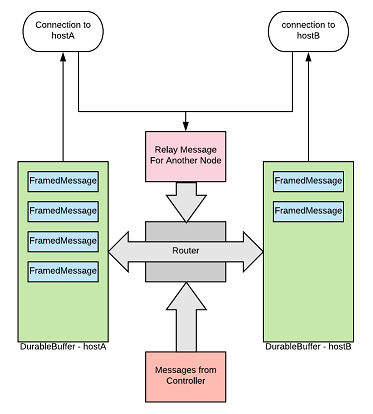 Connection to
hostA
connection to
hostB
Relay Message
For Another Node
FramedMessage
FramedMessage
FramedMessage
FramedMessage
FramedMessage
FramedMessage
Router
DurableBuffer - hostA
DurableBuffer - hostB
Messages from
Controller